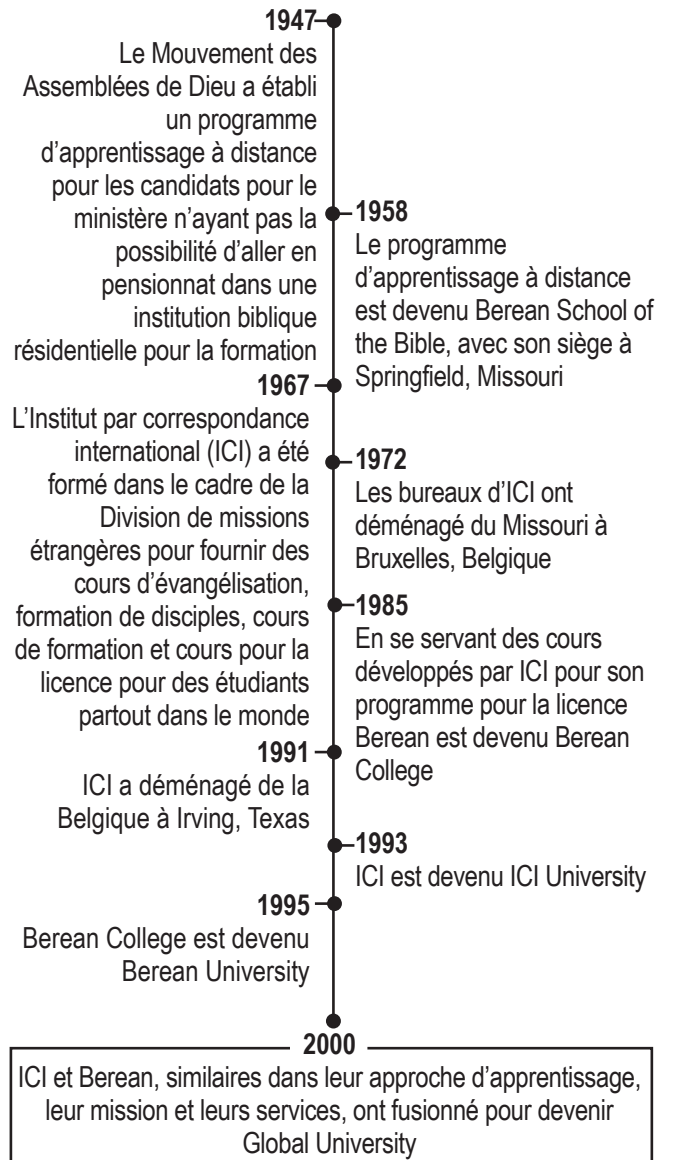 1947
Le Mouvement des
Assemblées de Dieu a établi
un programme
d'apprentissage à distance
pour les candidats pour le
ministère n'ayant pas la
possibilité d'aller en
pensionnat dans une
institution biblique
résidentielle pour la formation
1958
Le programme
d'apprentissage à distance
est devenu Berean School of
the Bible, avec son siège à
Springfield, Missouri
1967
L'Institut par correspondance
international (ICI) a été
formé dans le cadre de la
Division de missions
étrangères pour fournir des
cours d'évangélisation,
formation de disciples, cours
de formation et cours pour la
licence pour des étudiants
partout dans le monde
1972
Les bureaux d'ICI ont
déménagé du Missouri à
Bruxelles, Belgique
1985
En se servant des cours
développés par ICI pour son
programme pour la licence
Berean est devenu Berean
College
1991
ICI a déménagé de la
Belgique à Irving, Texas
1993
ICI est devenu ICI University
1995
Berean College est devenu
Berean University
2000
ICI et Berean, similaires dans leur approche d'apprentissage,
leur mission et leurs services, ont fusionné pour devenir
Global University